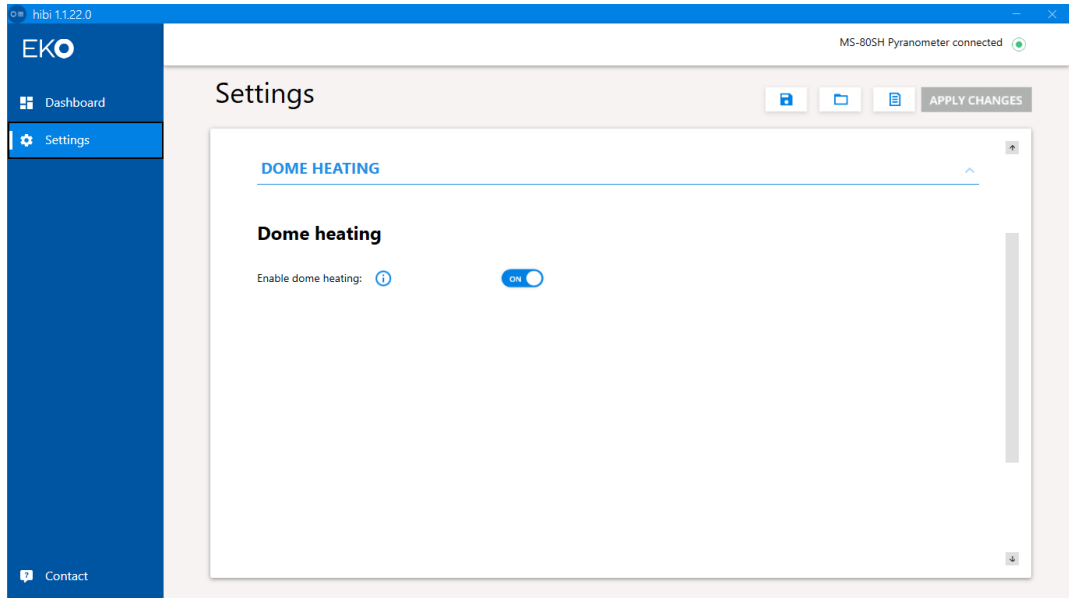 hibi 1.1.22.0
EKO
MS-80SH Pyranometer connected
Dashboard
Settings
Settings
APPLY CHANGES
DOME HEATING
Dome heating
Enable dome heating:
ON
Contact